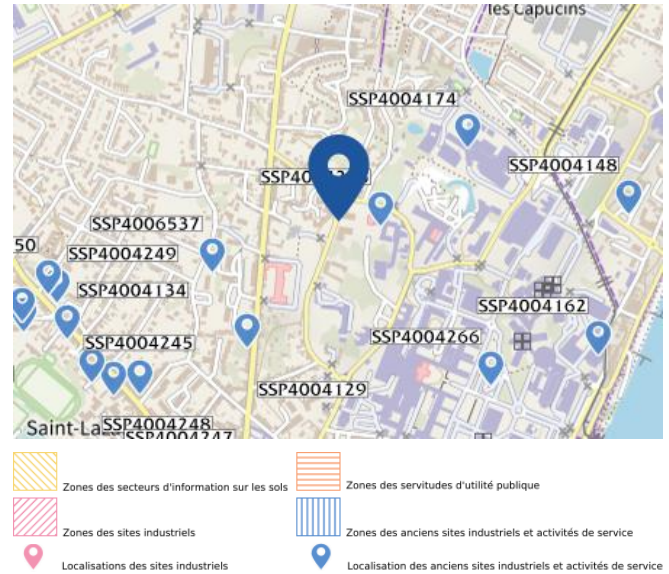 les Capucins
SSP4004174
SSP4004148
SSP4006537
50
SSP4004249
SSP4004134
SSP4004162
SSP4004245
SSP4004266
SSP4004129
SSP4004248
Saint-La
SSP4004247
Zones des secteurs d'information sur les sols
Zones des servitudes d'utilité publique
Zones des sites industriels
Zones des anciens sites industriels et activités de service
Localisations des sites industriels
Localisation des anciens sites industriels et activités de service